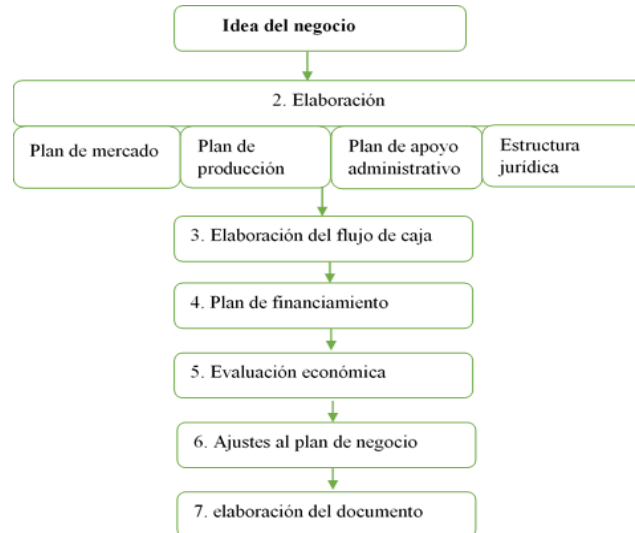 Idea del negocio
2. Elaboración
Plan de mercado
Plan de
producción
Plan de apoyo
administrativo
Estructura
jurídica
3. Elaboración del flujo de caja
4. Plan de financiamiento
5. Evaluación económica
6. Ajustes al plan de negocio
7. elaboración del documento